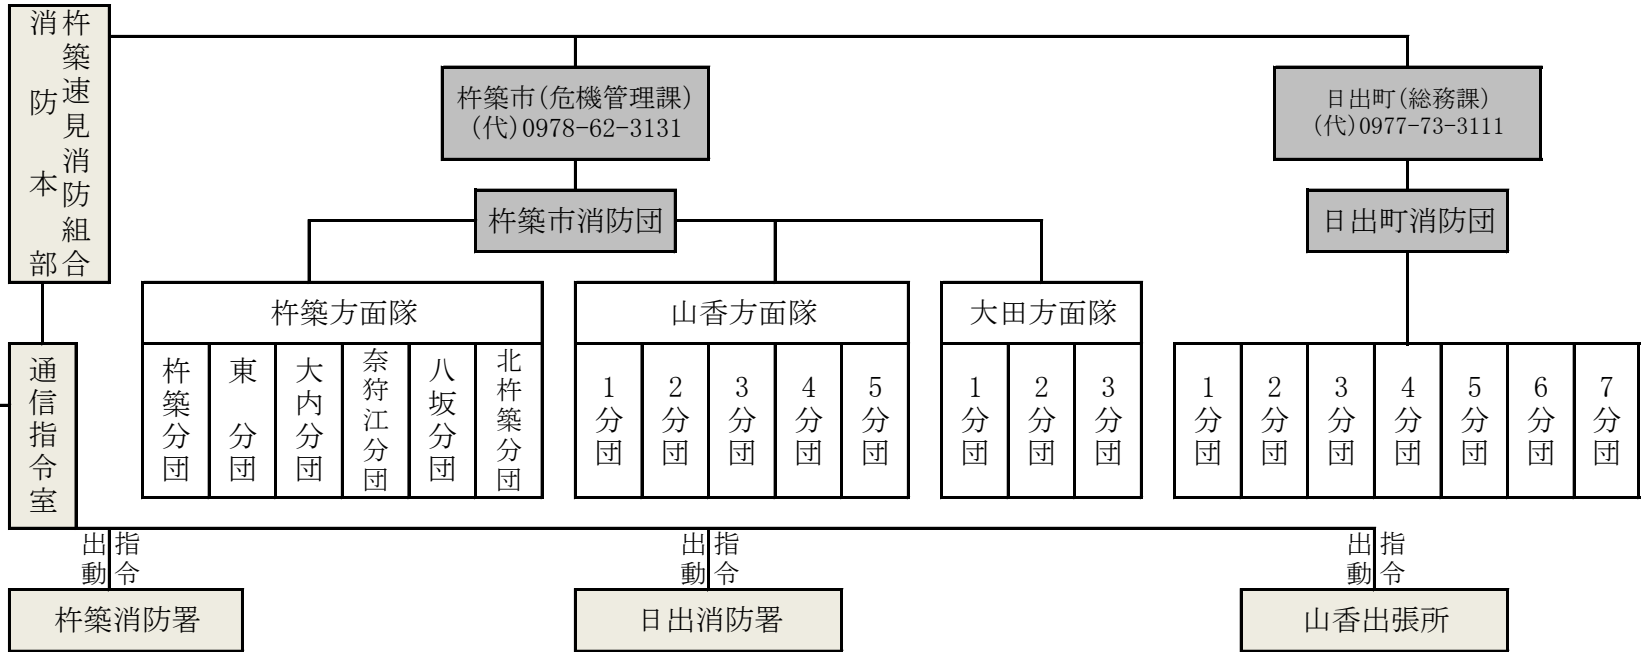 杵築速見消防組合
消防本部
杵築市(危機管理課)
(代)0978-62-3131
日出町(総務課)
(代)0977-73-3111
杵築市消防団
日出町消防団
杵築方面隊
山香方面隊
大田方面隊
通信指令室
杵築分団
東分団
大内分団
奈狩江分団
八坂分団
北杵築分団
1分団
2分団
3分団
4分団
5分団
1分団
2分団
3分団
1分団
2分団
3分団
4分団
5分団
6分団
7分団
指令
出動
指令
出動
指令
出動
杵築消防署
日出消防署
山香出張所